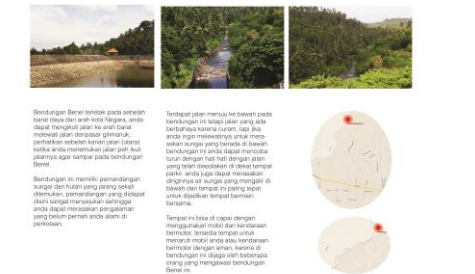 Bendungan Benel terletak pada sebelah
barat daya dari arah kota Negara, anda
dapat mengikuti jalan ke arah barat
melewati jalan denpasar gilimanuk,
perhatikan sebelah kanan jalan (utara)
ketika anda menemukan jalan pah ikuti
jalannya agar sampai pada bendungan
Benel.
Bendungan ini memiliki pemandangan
sungai dan hutan yang jarang sekali
ditemukan, pemandangan yang didapat
disini sangat menyejukan sehingga
anda dapat merasakan pengalaman
yang belum pernah anda alami di
perkotaan.
Terdapat jalan menuju ke bawah pada
bendungan ini tetapi jalan yang ada
berbahaya karena curam, tapi jika
anda ingin melewatinya untuk mera-
sakan sungai yang berada di bawah
bendungan ini anda dapat mencoba
turun dengan hati hati dengan jalan
yang telah disediakan di dekat tempat
parkir. anda juga dapat merasakan
dinginnya air sungai yang mengalir di
bawah dan tempat ini paling tepat
untuk dijadikan tempat bermain
bersama.
Tempat ini bisa di capai dengan
menggunakan mobil dan kendaraan
bermotor, tersedia tempat untuk
menaruh mobil anda atau kendaraan
bermotor dengan aman, karena di
bendungan ini dijaga oleh beberapa
orang yang mengawasi bendungan
Benel ini.